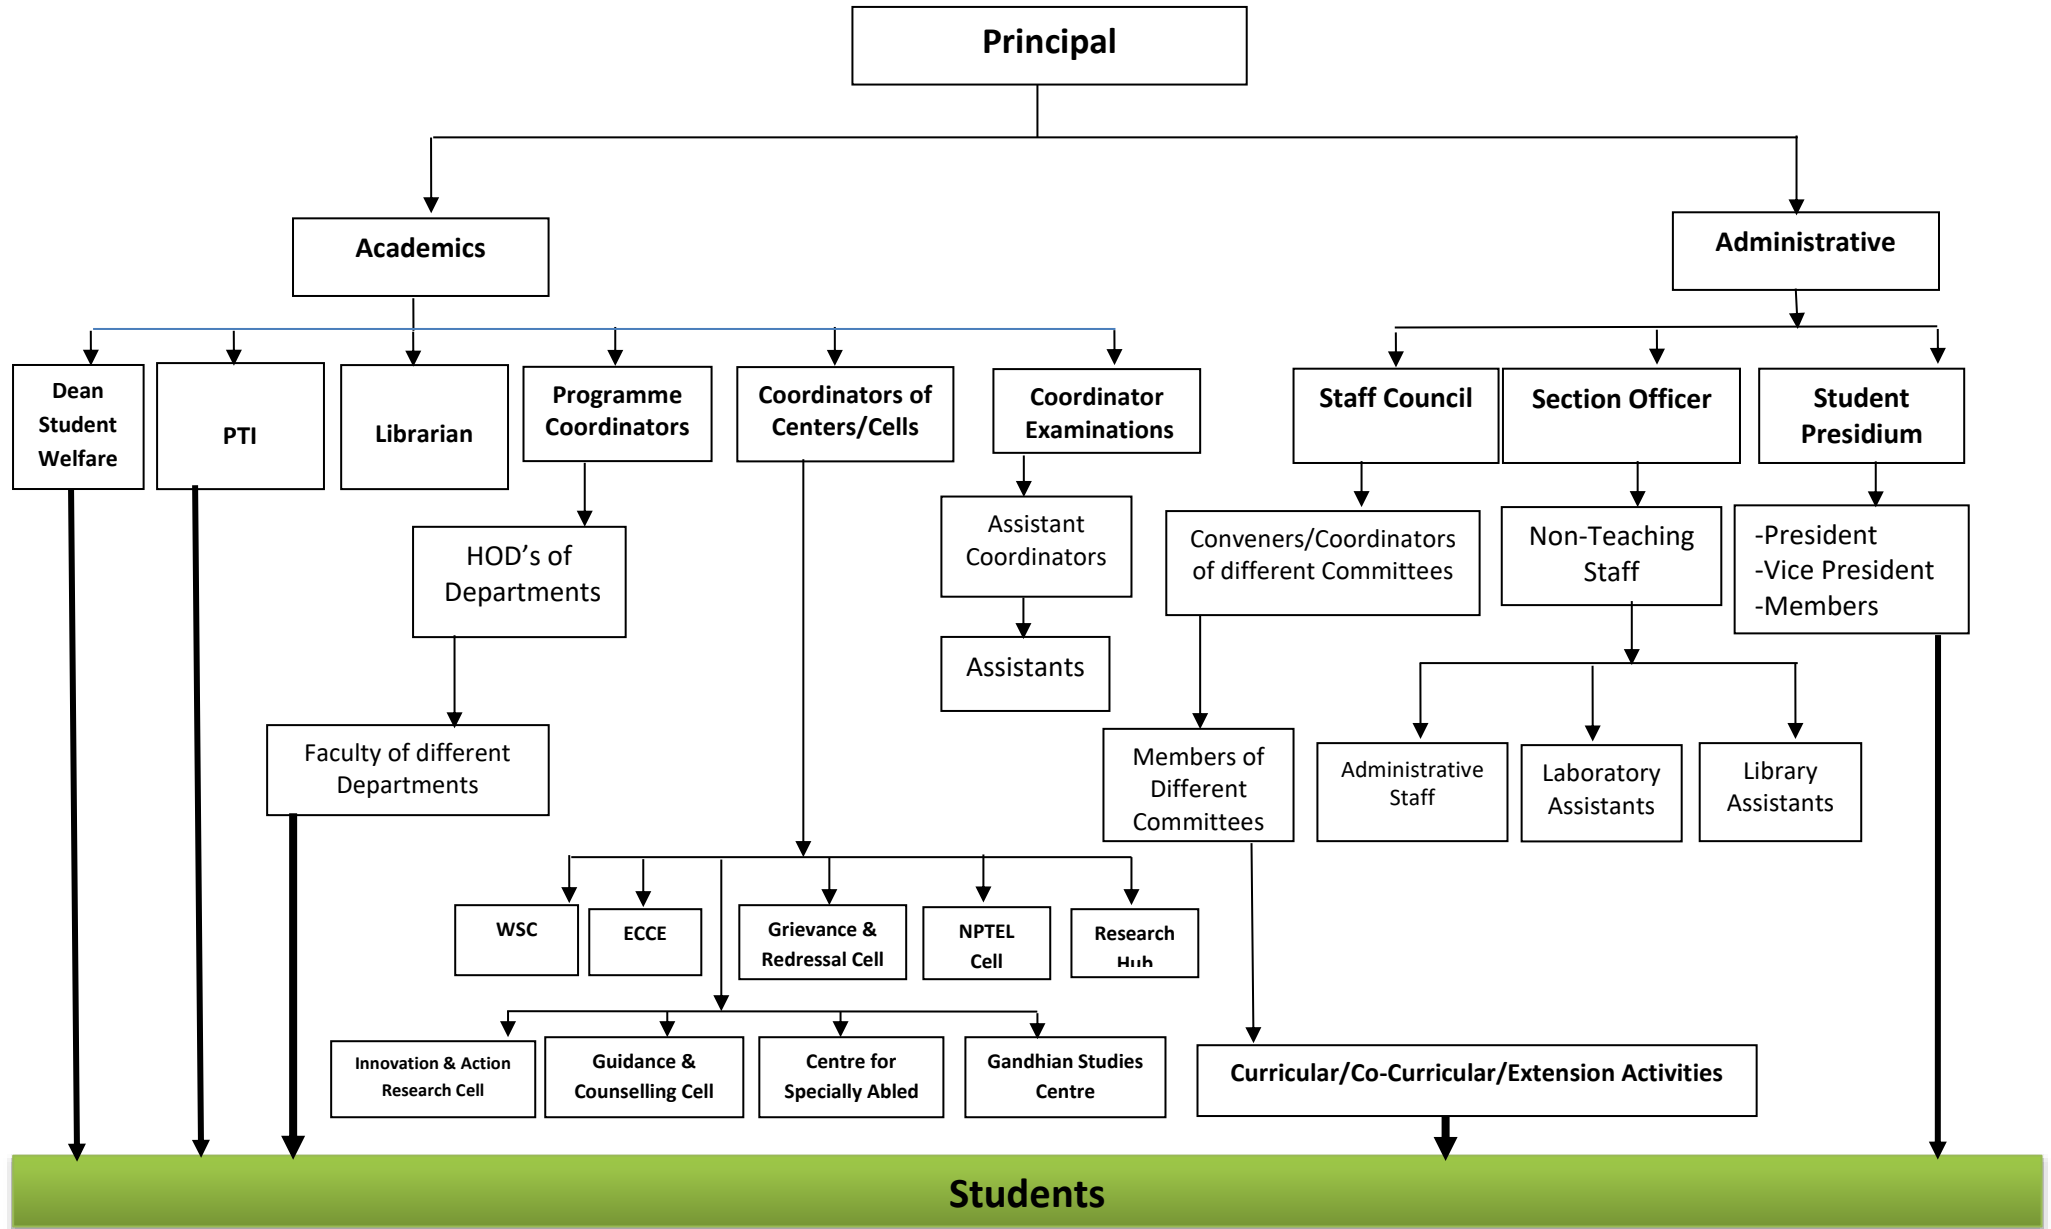 Principal
Academics
Administrative
Dean
Student
Welfare
PTI
Librarian
Programme
Coordinators
Coordinators of
Centers/Cells
Coordinator
Examinations
Staff Council
Section Officer
Student
Presidium
HOD's of
Departments
Assistant
Coordinators
Conveners/Coordinators
of different Committees
Non-Teaching
Staff
-President
-Vice President
-Members
Assistants
Faculty of different
Departments
Members of
Different
Committees
Administrative
Staff
Laboratory
Assistants
Library
Assistants
WSC
ECCE
Grievance &
Redressal Cell
NPTEL
Cell
Research
Hub
Innovation & Action
Research Cell
Guidance &
Counselling Cell
Centre for
Specially Abled
Gandhian Studies
Centre
Curricular/Co-Curricular/Extension Activities
Students